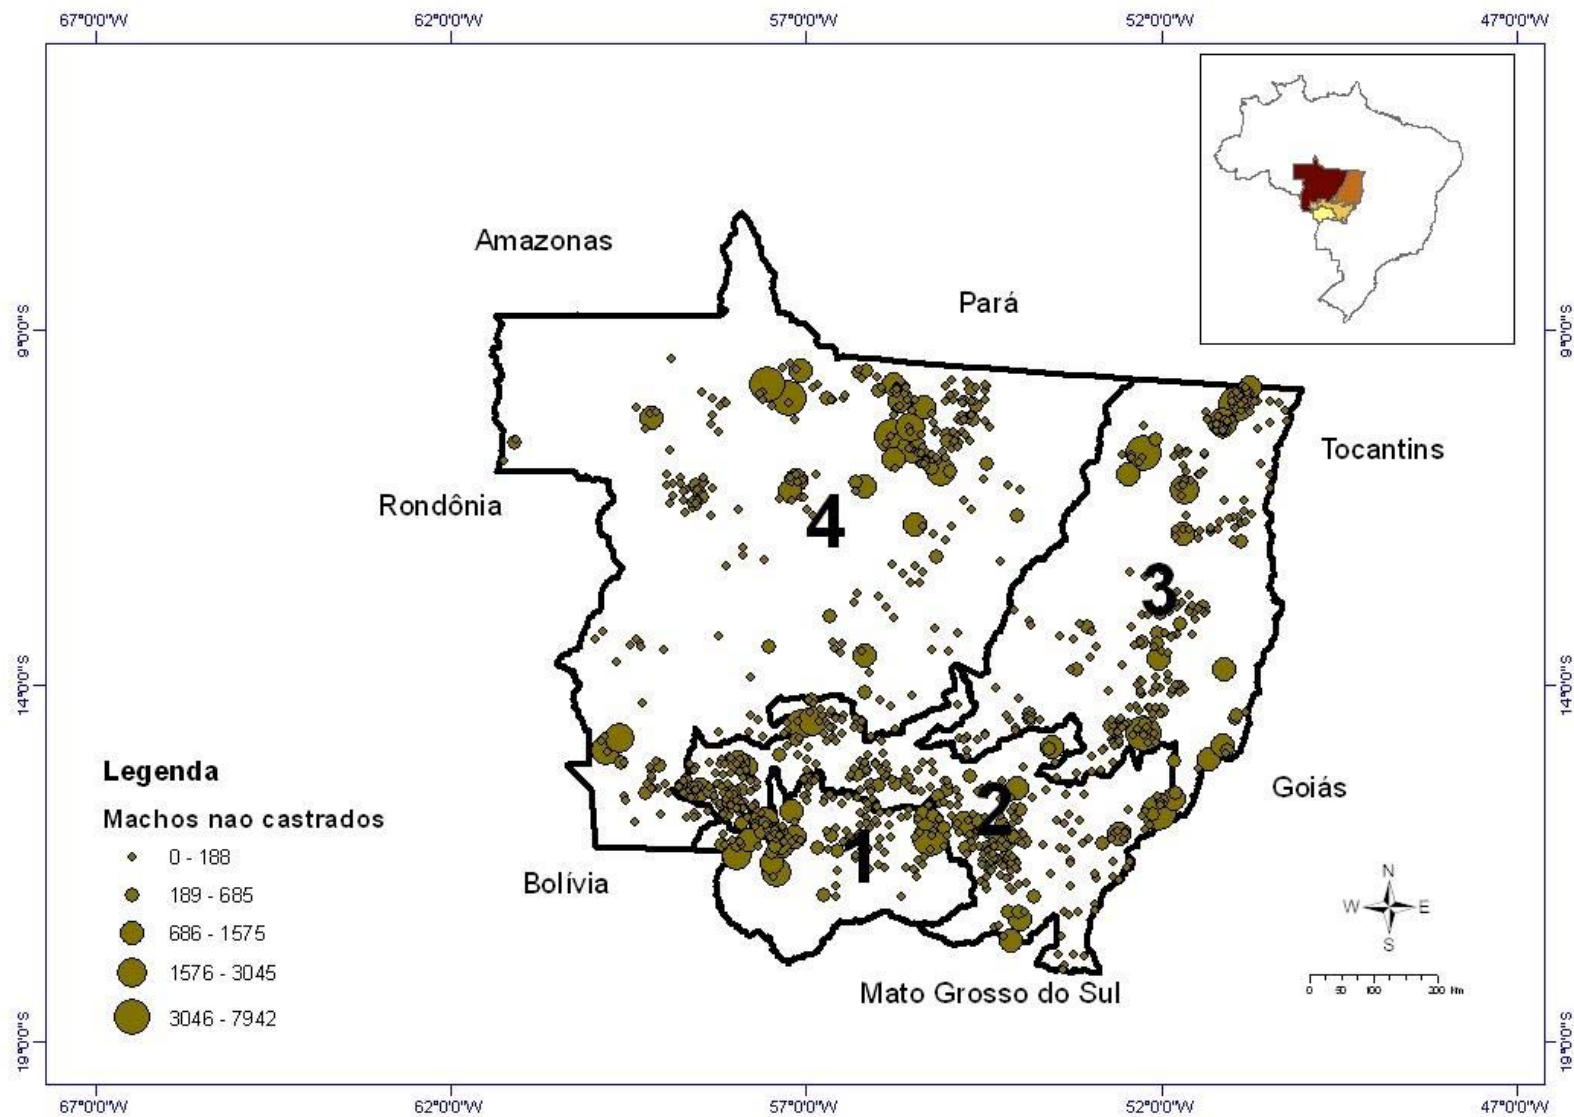 67°0'0"W 62°0'0"W 57°0'0"W 52°0'0"W 47°0'0"W
Amazonas
Pará
9°0'0"S 9°0'0"S
Tocantins
Rondônia
4
3
14°0'0"S 14°0'0"S
Legenda
Goiás
2
Machos nao castrados
1
0 - 188
Bolívia
189 - 685
N
W E
S
686 - 1575
1576 - 3045
0 50 100 200 Km
Mato Grosso do Sul
3046 - 7942
19°0'0"S 19°0'0"S
67°0'0"W 62°0'0"W 57°0'0"W 52°0'0"W 47°0'0"W